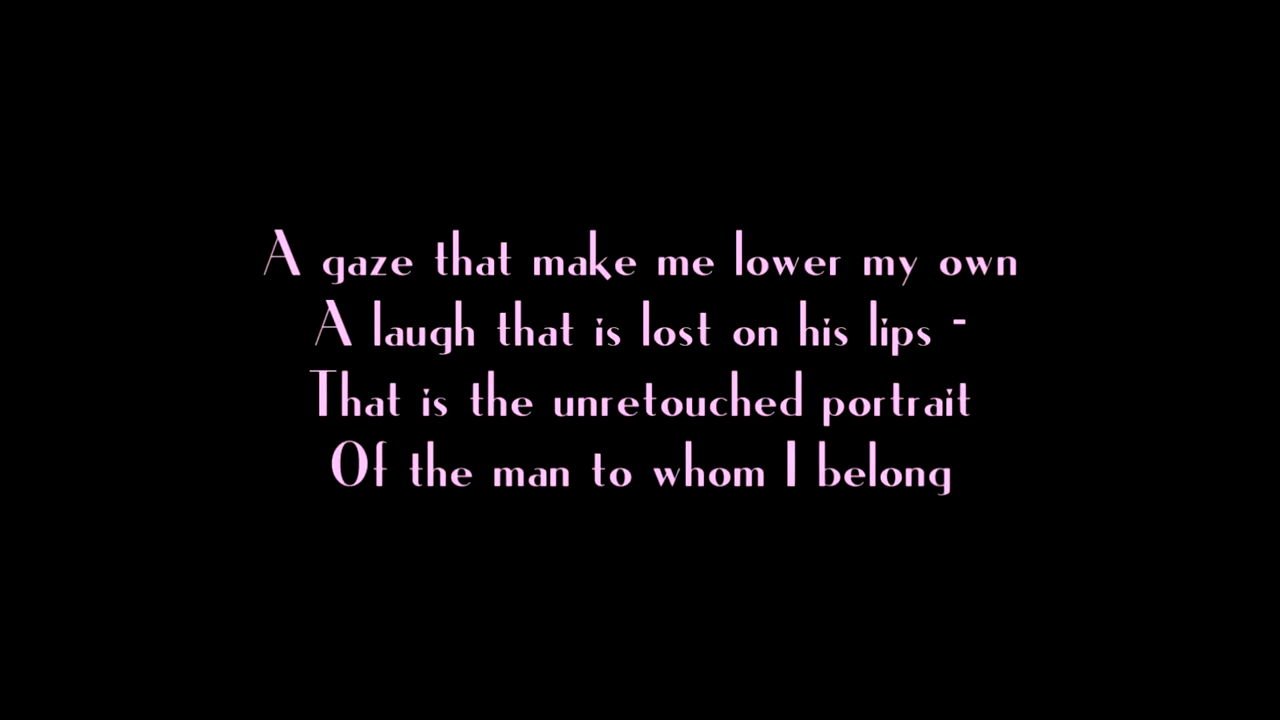 A gaze that make me lower my own
A laugh that is lost on his lips -
That is the unretouched portrait
Of the man to whom I belong